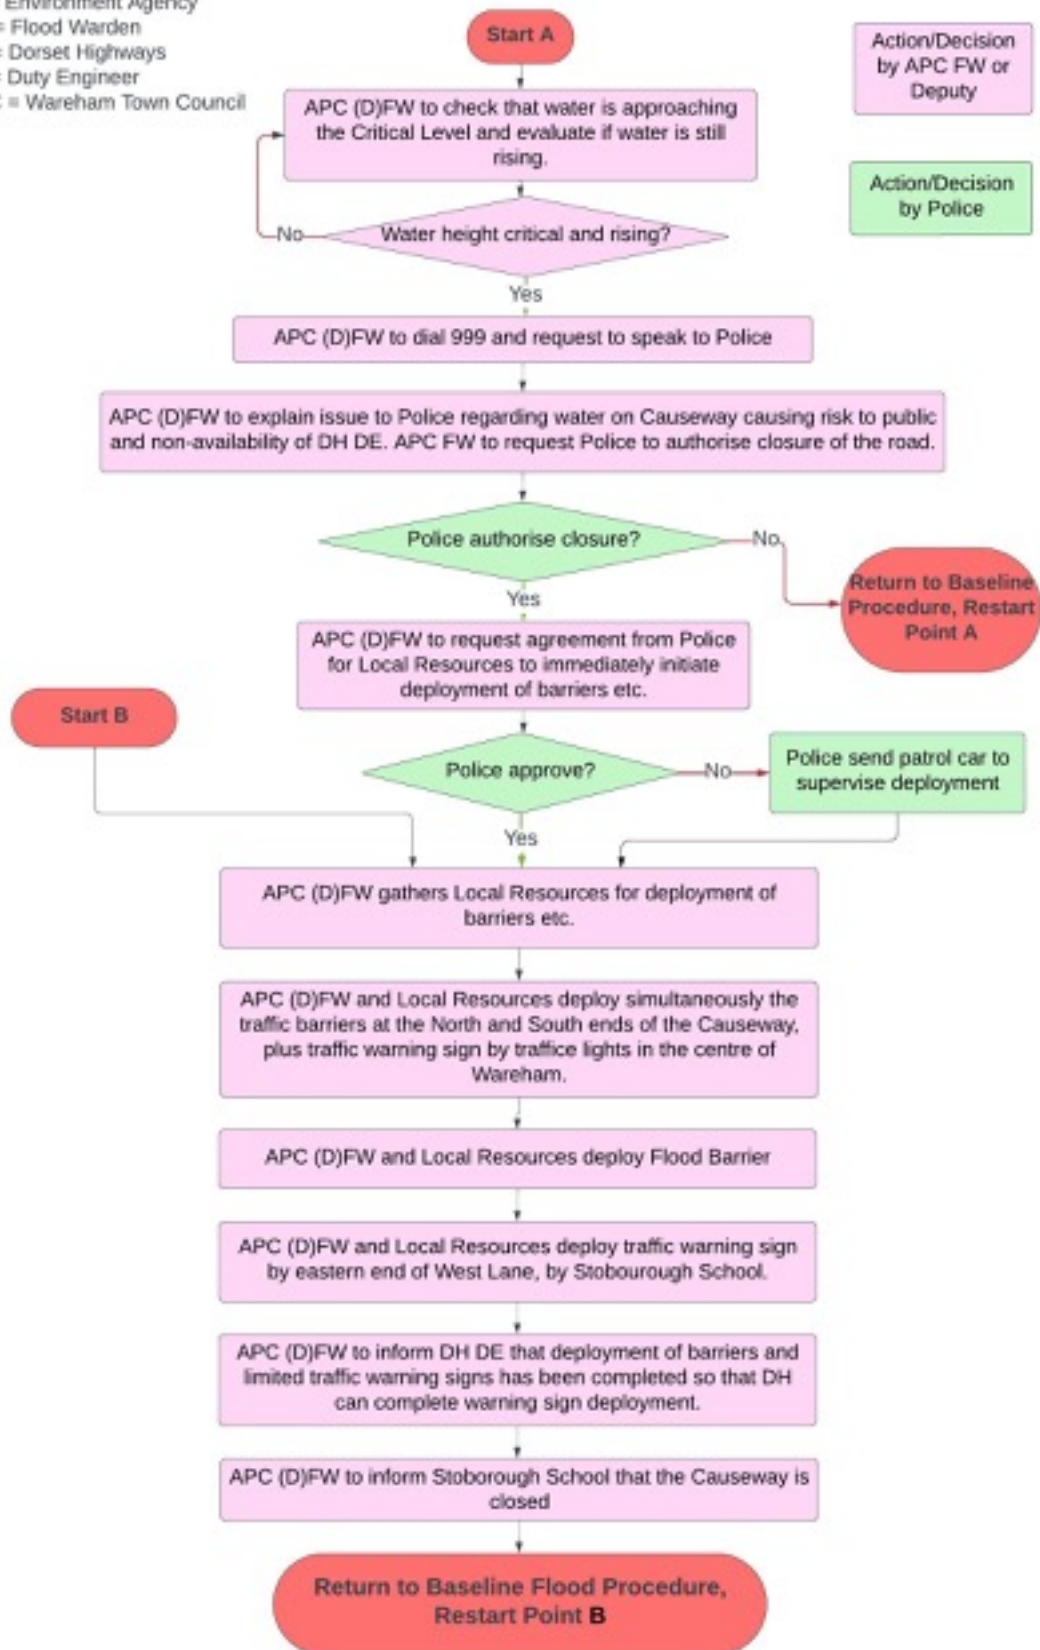 Environment Agency
= Flood Warden
= Dorset Highways
= Duty Engineer
= Wareham Town Council
Start A
Action/Decision
by APC FW or
Deputy
APC (D)FW to check that water is approaching
the Critical Level and evaluate if water is still
rising.
Action/Decision
by Police
No
Water height critical and rising?
Yes
APC (D)FW to dial 999 and request to speak to Police
APC (D)FW to explain issue to Police regarding water on Causeway causing risk to public
and non-availability of DH DE. APC FW to request Police to authorise closure of the road.
Police authorise closure?
No
Return to Baseline
Procedure, Restart
Point A
Yes
APC (D)FW to request agreement from Police
for Local Resources to immediately initiate
deployment of barriers etc.
Start B
Police approve?
No
Police send patrol car to
supervise deployment
Yes
APC (D)FW gathers Local Resources for deployment of
barriers etc.
APC (D)FW and Local Resources deploy simultaneously the
traffic barriers at the North and South ends of the Causeway,
plus traffic warning sign by traffice lights in the centre of
Wareham.
APC (D)FW and Local Resources deploy Flood Barrier
APC (D)FW and Local Resources deploy traffic warning sign
by eastern end of West Lane, by Stobourough School.
APC (D)FW to inform DH DE that deployment of barriers and
limited traffic warning signs has been completed so that DH
can complete warning sign deployment.
APC (D)FW to inform Stoborough School that the Causeway is
closed
Return to Baseline Flood Procedure,
Restart Point B